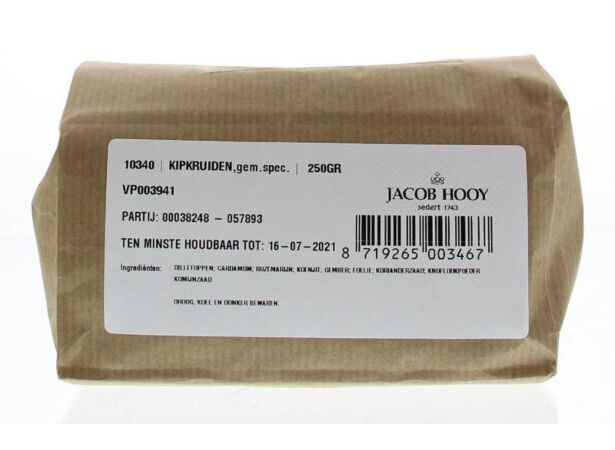 10340 | KIPKRUIDEN,gem.spec. | 250GR
VP003941
JACOB HOOY
sedert 1743
PARTIJ: 00038248 - 057893
TEN MINSTE HOUDBAAR TOT: 16-07-2021
8 719265 003467
Ingrediënten: DILLETOPPEN; CARDAMOM; ROZEMARIJN; KOENJIT; GEMBER; FOELIE; KORIANDERZAAD; KNOFLOOKPOEDER
KOMIJNZAAD
DROOG, KOEL EN DONKER BEWAREN.